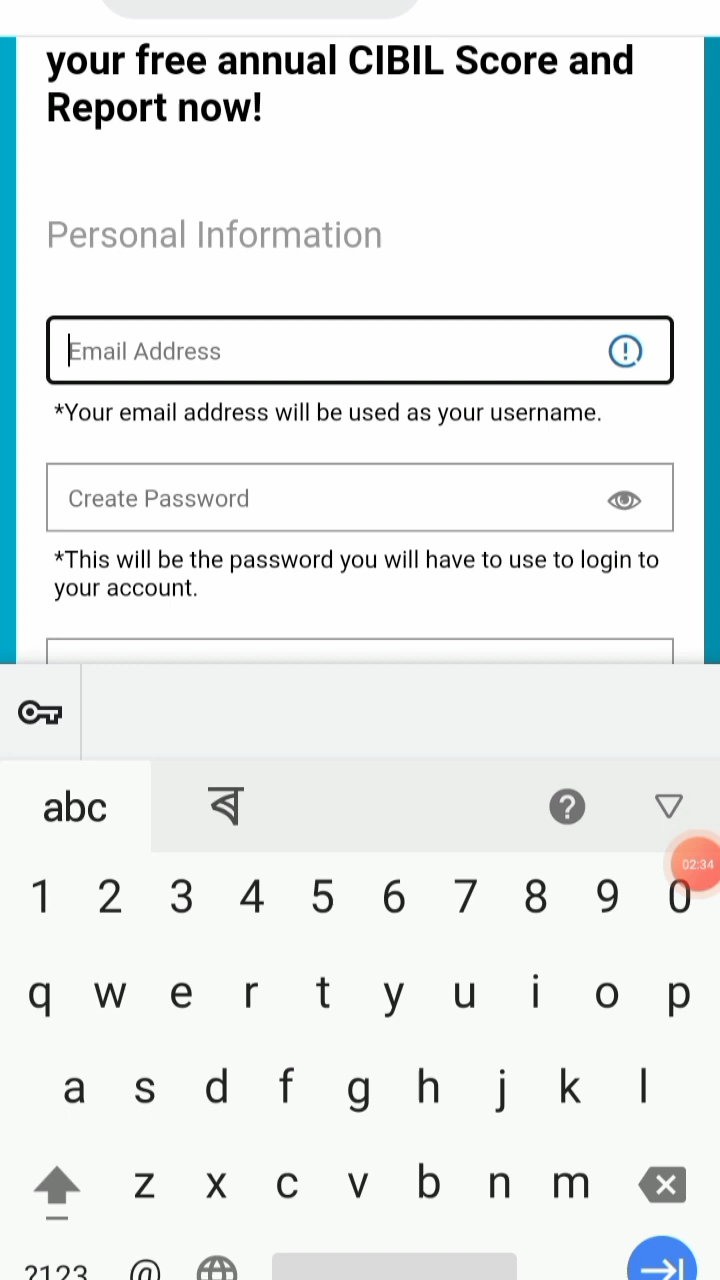 your free annual CIBIL Score and
Report now!
Personal Information
Email Address
*Your email address will be used as your username.
Create Password
*This will be the password you will have to use to login to
your account.
abc ব ?
02:34
1 2 3 4 5 6 7 8 9 0
q w e r t y u i o p
a s d f g h j k l
z x c v b n m
?123 @